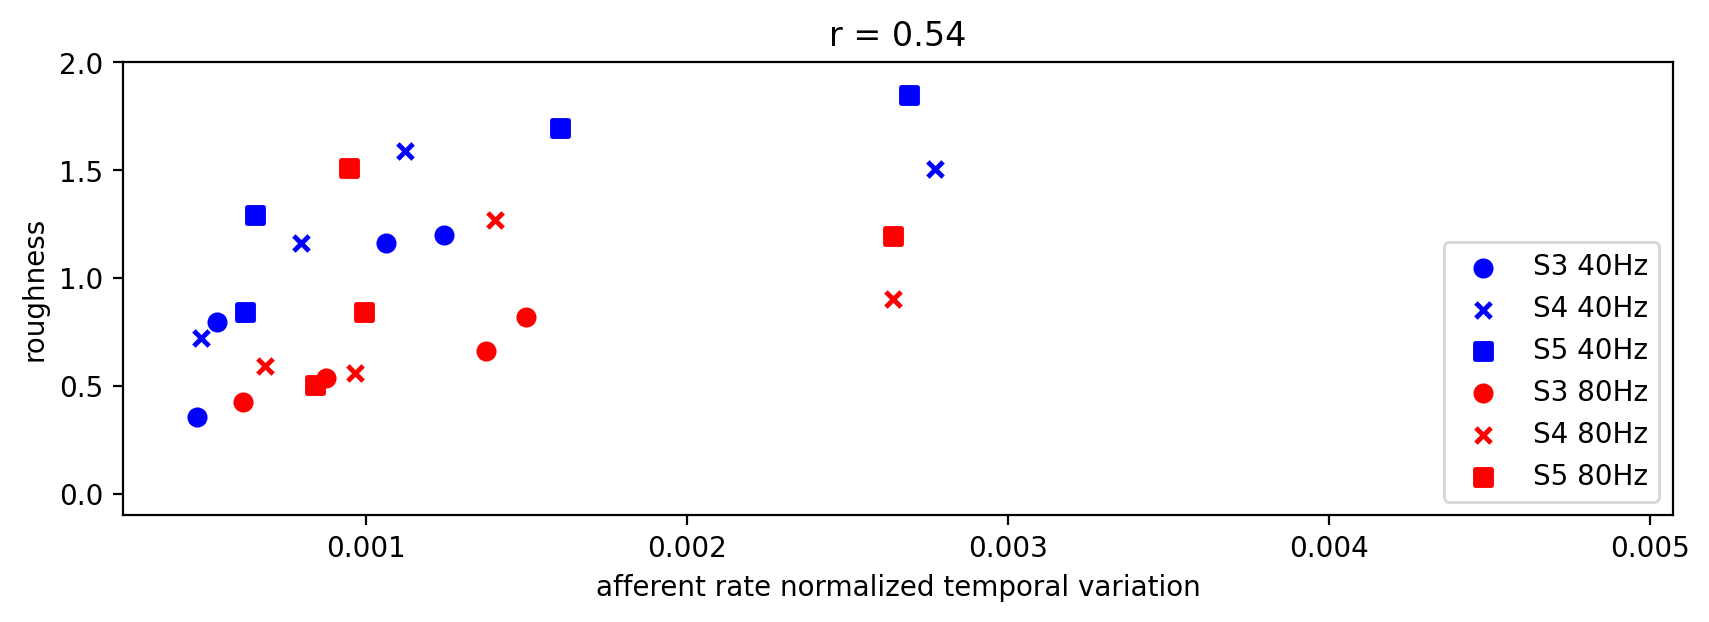 r = 0.54
2.0
1.5
1.0
0.5
0.0
roughness
0.001 0.002 0.003 0.004 0.005
afferent rate normalized temporal variation
S3 40Hz
S4 40Hz
S5 40Hz
S3 80Hz
S4 80Hz
S5 80Hz